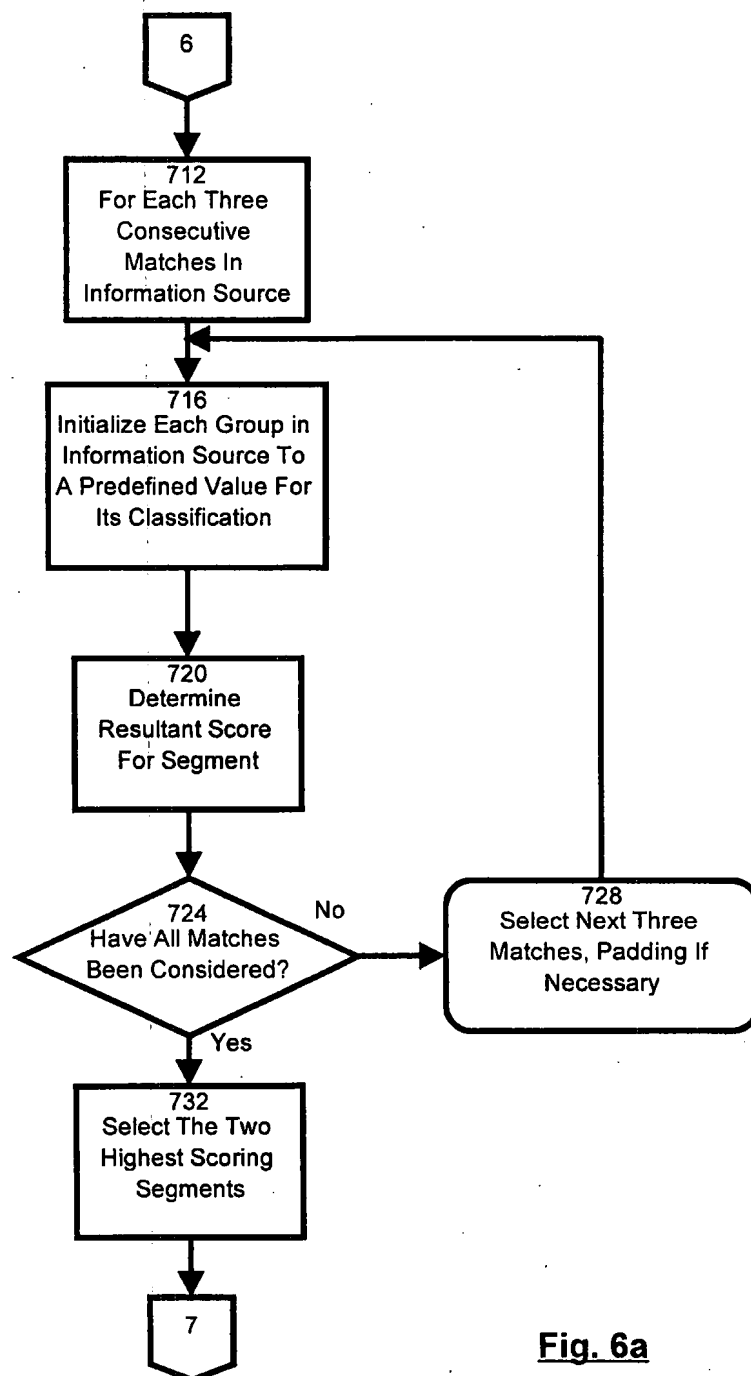 6
712
For Each Three
Consecutive
Matches In
Information Source
716
Initialize Each Group in
Information Source To
A Predefined Value For
Its Classification
720
Determine
Resultant Score
For Segment
724
Have All Matches
Been Considered?
No
728
Select Next Three
Matches, Padding If
Necessary
Yes
732
Select The Two
Highest Scoring
Segments
7
Fig. 6a